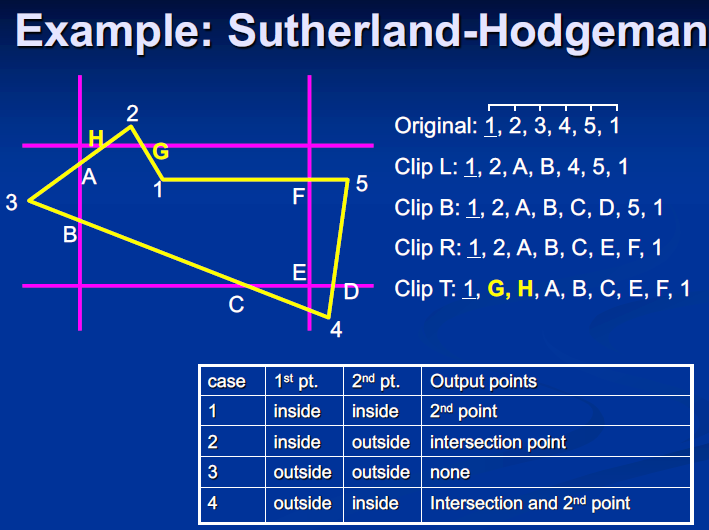 Example: Sutherland-Hodgeman
Original: 1, 2, 3, 4, 5, 1
Clip L: 1, 2, A, B, 4, 5, 1
Clip B: 1, 2, A, B, C, D, 5, 1
Clip R: 1, 2, A, B, C, E, F, 1
Clip T: 1, G, H, A, B, C, E, F, 1
2
H
G
A
1
F
5
3
B
E
D
C
4
case 1st pt. 2nd pt. Output points
1 inside inside 2nd point
2 inside outside intersection point
3 outside outside none
4 outside inside Intersection and 2nd point